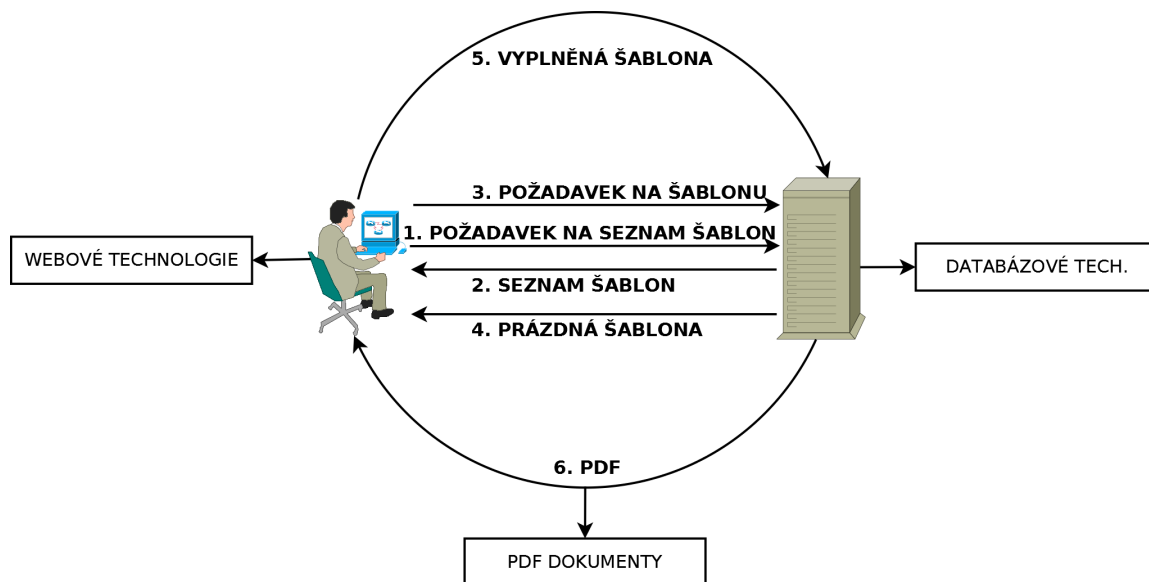 5. VYPLNĚNÁ ŠABLONA
3. POŽADAVEK NA ŠABLONU
1. POŽADAVEK NA SEZNAM ŠABLON
WEBOVÉ TECHNOLOGIE
DATABÁZOVÉ TECH.
2. SEZNAM ŠABLON
4. PRÁZDNÁ ŠABLONA
6. PDF
PDF DOKUMENTY